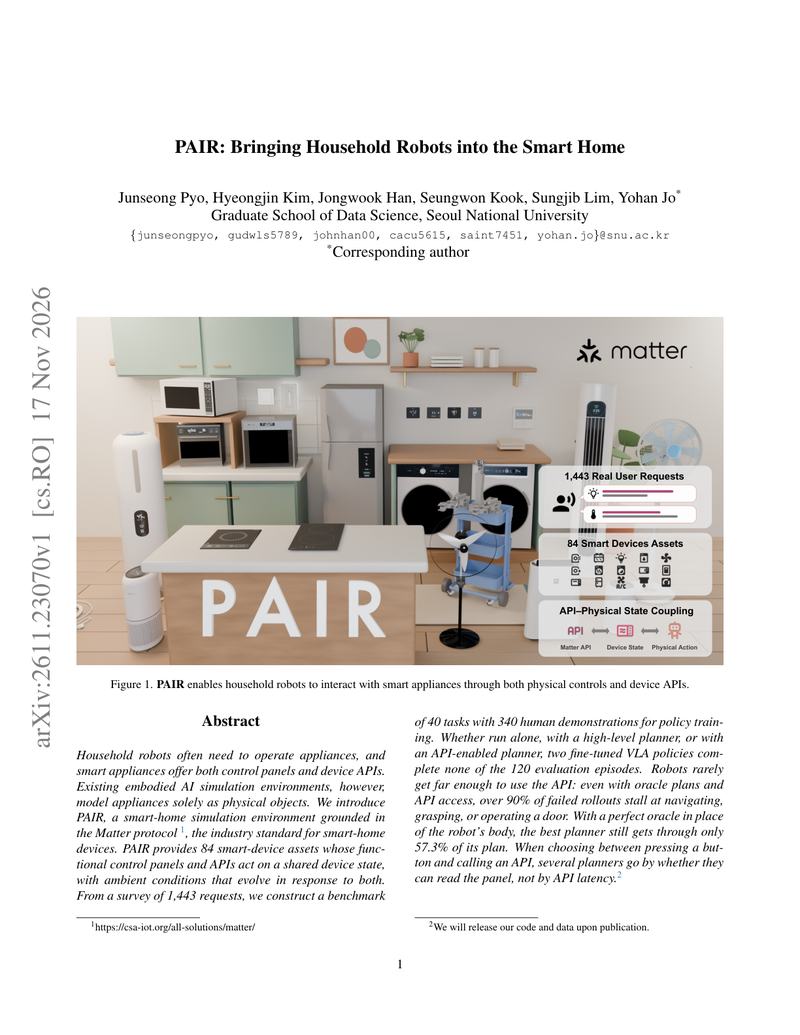 PAIR: Bringing Household Robots into the Smart Home
Junseong Pyo, Hyeongjin Kim, Jongwook Han, Seungwon Kook, Sungjib Lim, Yohan Jo*
Graduate School of Data Science, Seoul National University
{junseongpyo, gudwls5789, johnhan00, cacu5615, saint7451, yohan.jo}@snu.ac.kr
*Corresponding author
arXiv:2611.23070v1 [cs.RO] 17 Nov 2026
matter
1,443 Real User Requests
84 Smart Devices Assets
A/C
API–Physical State Coupling
API
Matter API Device State Physical Action
PAIR
Figure 1. PAIR enables household robots to interact with smart appliances through both physical controls and device APIs.
Abstract
Household robots often need to operate appliances, and
smart appliances offer both control panels and device APIs.
Existing embodied AI simulation environments, however,
model appliances solely as physical objects. We introduce
PAIR, a smart-home simulation environment grounded in
the Matter protocol 1, the industry standard for smart-home
devices. PAIR provides 84 smart-device assets whose func-
tional control panels and APIs act on a shared device state,
with ambient conditions that evolve in response to both.
From a survey of 1,443 requests, we construct a benchmark
1https://csa-iot.org/all-solutions/matter/
of 40 tasks with 340 human demonstrations for policy train-
ing. Whether run alone, with a high-level planner, or with
an API-enabled planner, two fine-tuned VLA policies com-
plete none of the 120 evaluation episodes. Robots rarely
get far enough to use the API: even with oracle plans and
API access, over 90% of failed rollouts stall at navigating,
grasping, or operating a door. With a perfect oracle in place
of the robot's body, the best planner still gets through only
57.3% of its plan. When choosing between pressing a but-
ton and calling an API, several planners go by whether they
can read the panel, not by API latency.2
2We will release our code and data upon publication.
1